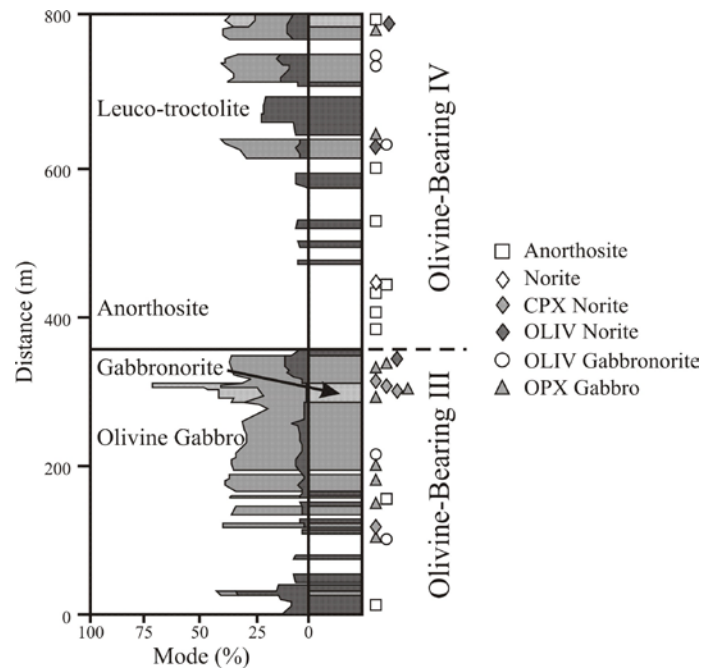 800
Leuco-troctolite
600
Olivine-Bearing IV
Anorthosite
Norite
CPX Norite
OLIV Norite
OLIV Gabbronorite
OPX Gabbro
Distance (m)
Anorthosite
400
Gabbronorite
Olivine Gabbro
Olivine-Bearing III
200
0
100 75 50 25 0
Mode (%)